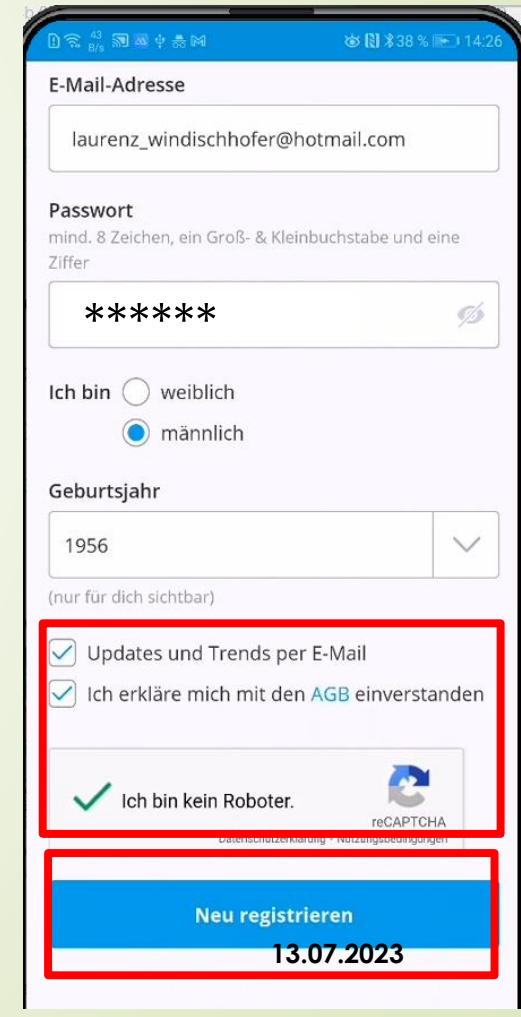 43
B/s
38 % 14:26
E-Mail-Adresse
laurenz_windischhofer@hotmail.com
Passwort
mind. 8 Zeichen, ein Groß- & Kleinbuchstabe und eine
Ziffer
******
Ich bin weiblich
männlich
Geburtsjahr
1956
(nur für dich sichtbar)
Updates und Trends per E-Mail
Ich erkläre mich mit den AGB einverstanden
Ich bin kein Roboter.
reCAPTCHA
Datenschutzerklärung - Nutzungsbedingungen
Neu registrieren
13.07.2023